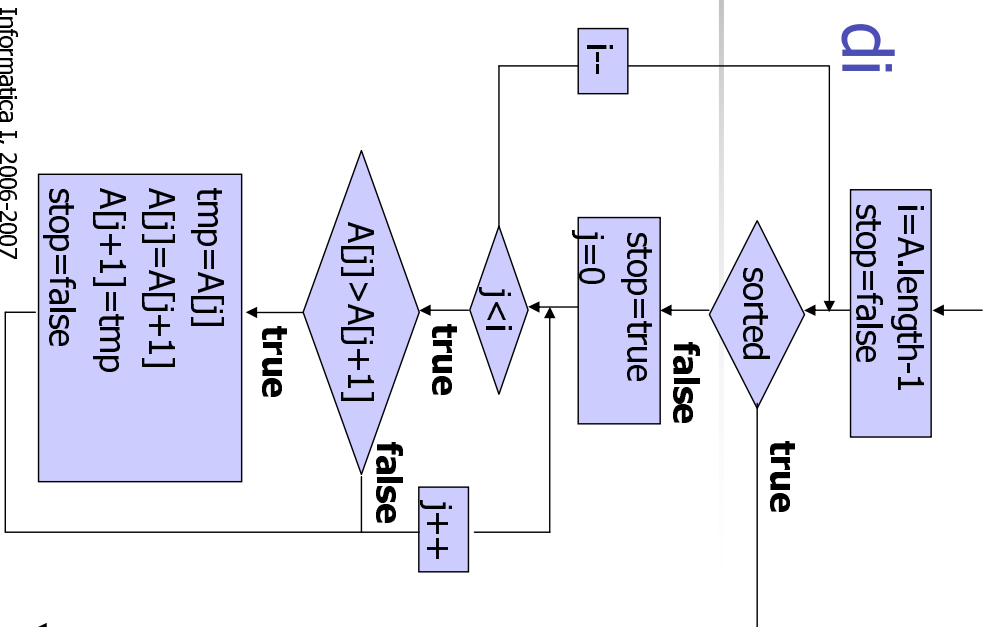 di
i=A.length-1
stop=false
sorted
true
false
stop=true
j=0
i--
j<i
true
A[j]>A[j+1]
false
true
j++
tmp=A[j]
A[j]=A[j+1]
A[j+1]=tmp
stop=false
Informatica I, 2006-2007